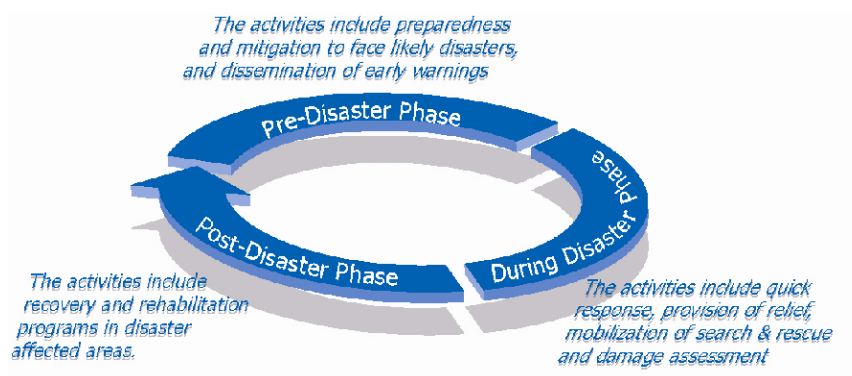 The activities include preparedness
and mitigation to face likely disasters,
and dissemination of early warnings
Pre-Disaster Phase
During Disaster
Phase
The activities include quick
response, provision of relief,
mobilization of search & rescue
and damage assessment
Post-Disaster Phase
The activities include
recovery and rehabilitation
programs in disaster
affected areas.